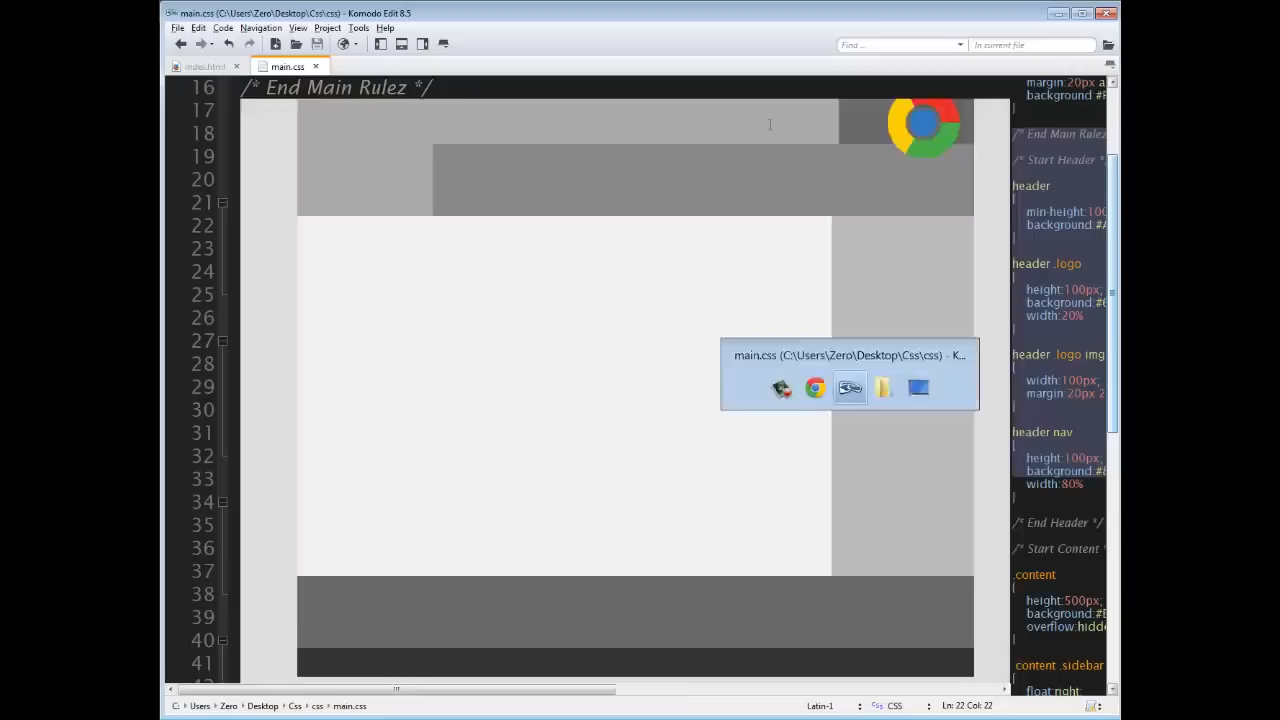 main.css (C:\Users\Zero\Desktop\Css\css) - Komodo Edit 8.5
File Edit Code Navigation View Project Tools Help
Find ...
In current file
index.html
main.css
16 /* End Main Rulez */
17
18
19
20
21
22
23
24
25
26
27
28
29
30
31
32
33
34
35
36
37
38
39
40
41
main.css (C:\Users\Zero\Desktop\Css\css) - K...
margin:20px a
background:#
/* End Main Rulez
/* Start Header *
header
min-height:100
background:#
header .logo
height:100px;
background:#
width:20%
header .logo img
width:100px;
margin:20px 2
header nav
height:100px;
background:#
width:80%
/* End Header */
/* Start Content *
.content
height:500px;
background:#
overflow:hidde
.content .sidebar
float:right;
C: Users Zero Desktop Css css main.css
Latin-1
CSS
Ln: 22 Col: 22